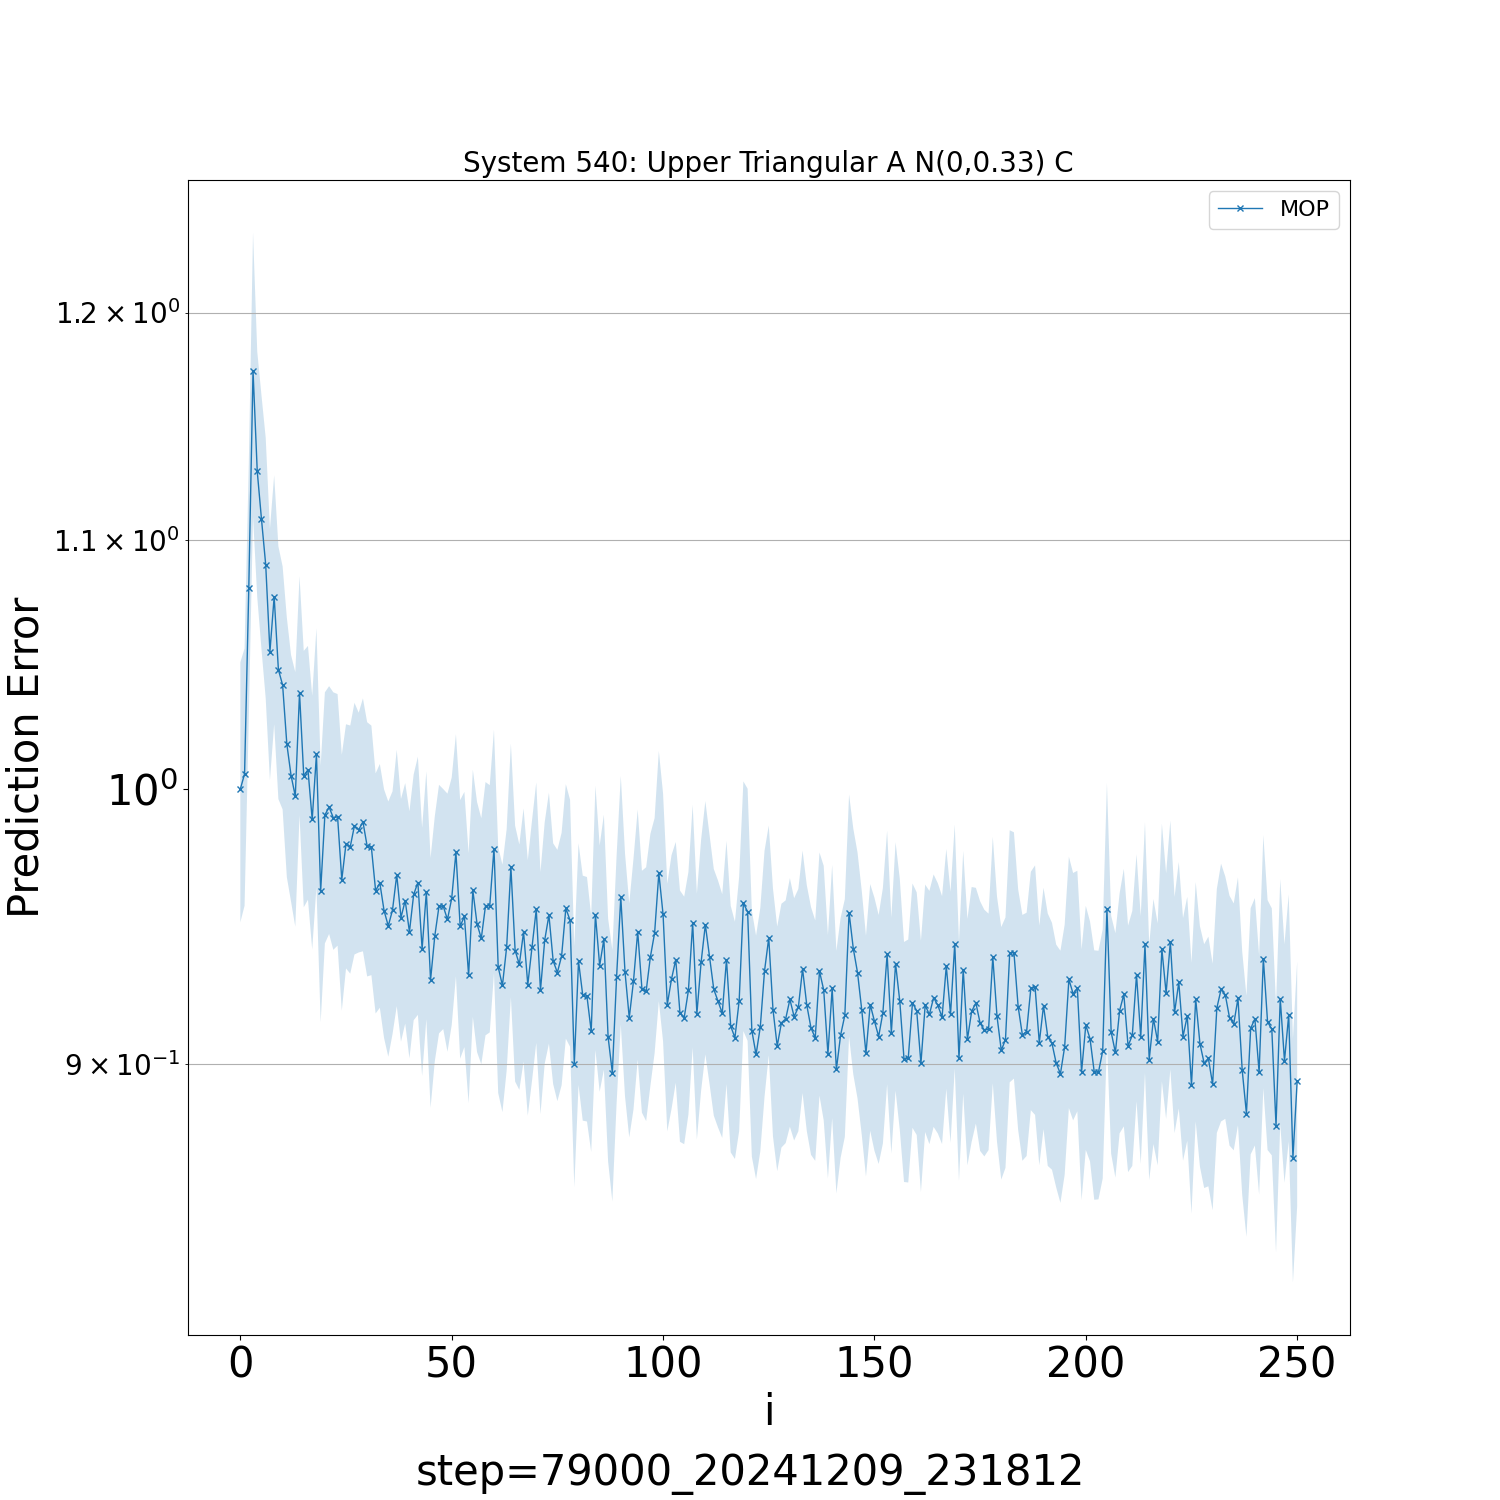 System 540: Upper Triangular A N(0,0.33) C
MOP
1.2 × 10⁰
1.1 × 10⁰
10⁰
9 × 10⁻¹
Prediction Error
0 50 100 150 200 250
i
step=79000_20241209_231812